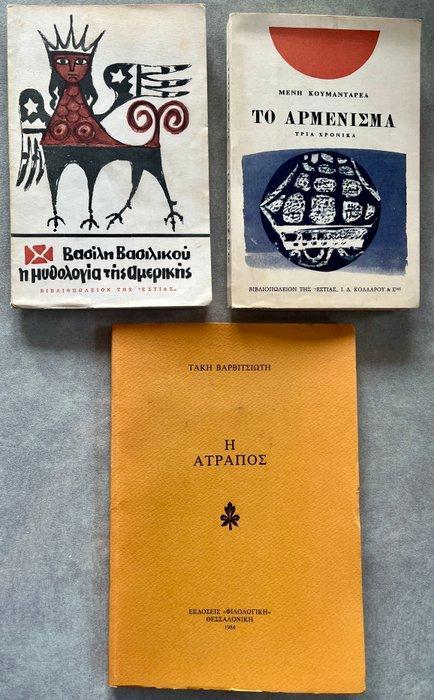 Βασίλη Βασιλικού
η μυθολογία τῆς αμερικής
ΒΙΒΛΙΟΠΩΛΕΙΟΝ ΤΗΣ "ΕΣΤΙΑΣ„
ΜΕΝΗ ΚΟΥΜΑΝΤΑΡΕΑ
ΤΟ ΑΡΜΕΝΙΣΜΑ
ΤΡΙΑ ΧΡΟΝΙΚΑ
ΒΙΒΛΙΟΠΩΛΕΙΟΝ ΤΗΣ "ΕΣΤΙΑΣ„ Ι. Δ. ΚΟΛΛΑΡΟΥ & Σιας
ΤΑΚΗ ΒΑΡΒΙΤΣΙΩΤΗ
Η
ΑΤΡΑΠΟΣ
ΕΚΔΟΣΕΙΣ «ΦΙΛΟΛΟΓΙΚΗ»
ΘΕΣΣΑΛΟΝΙΚΗ
1984